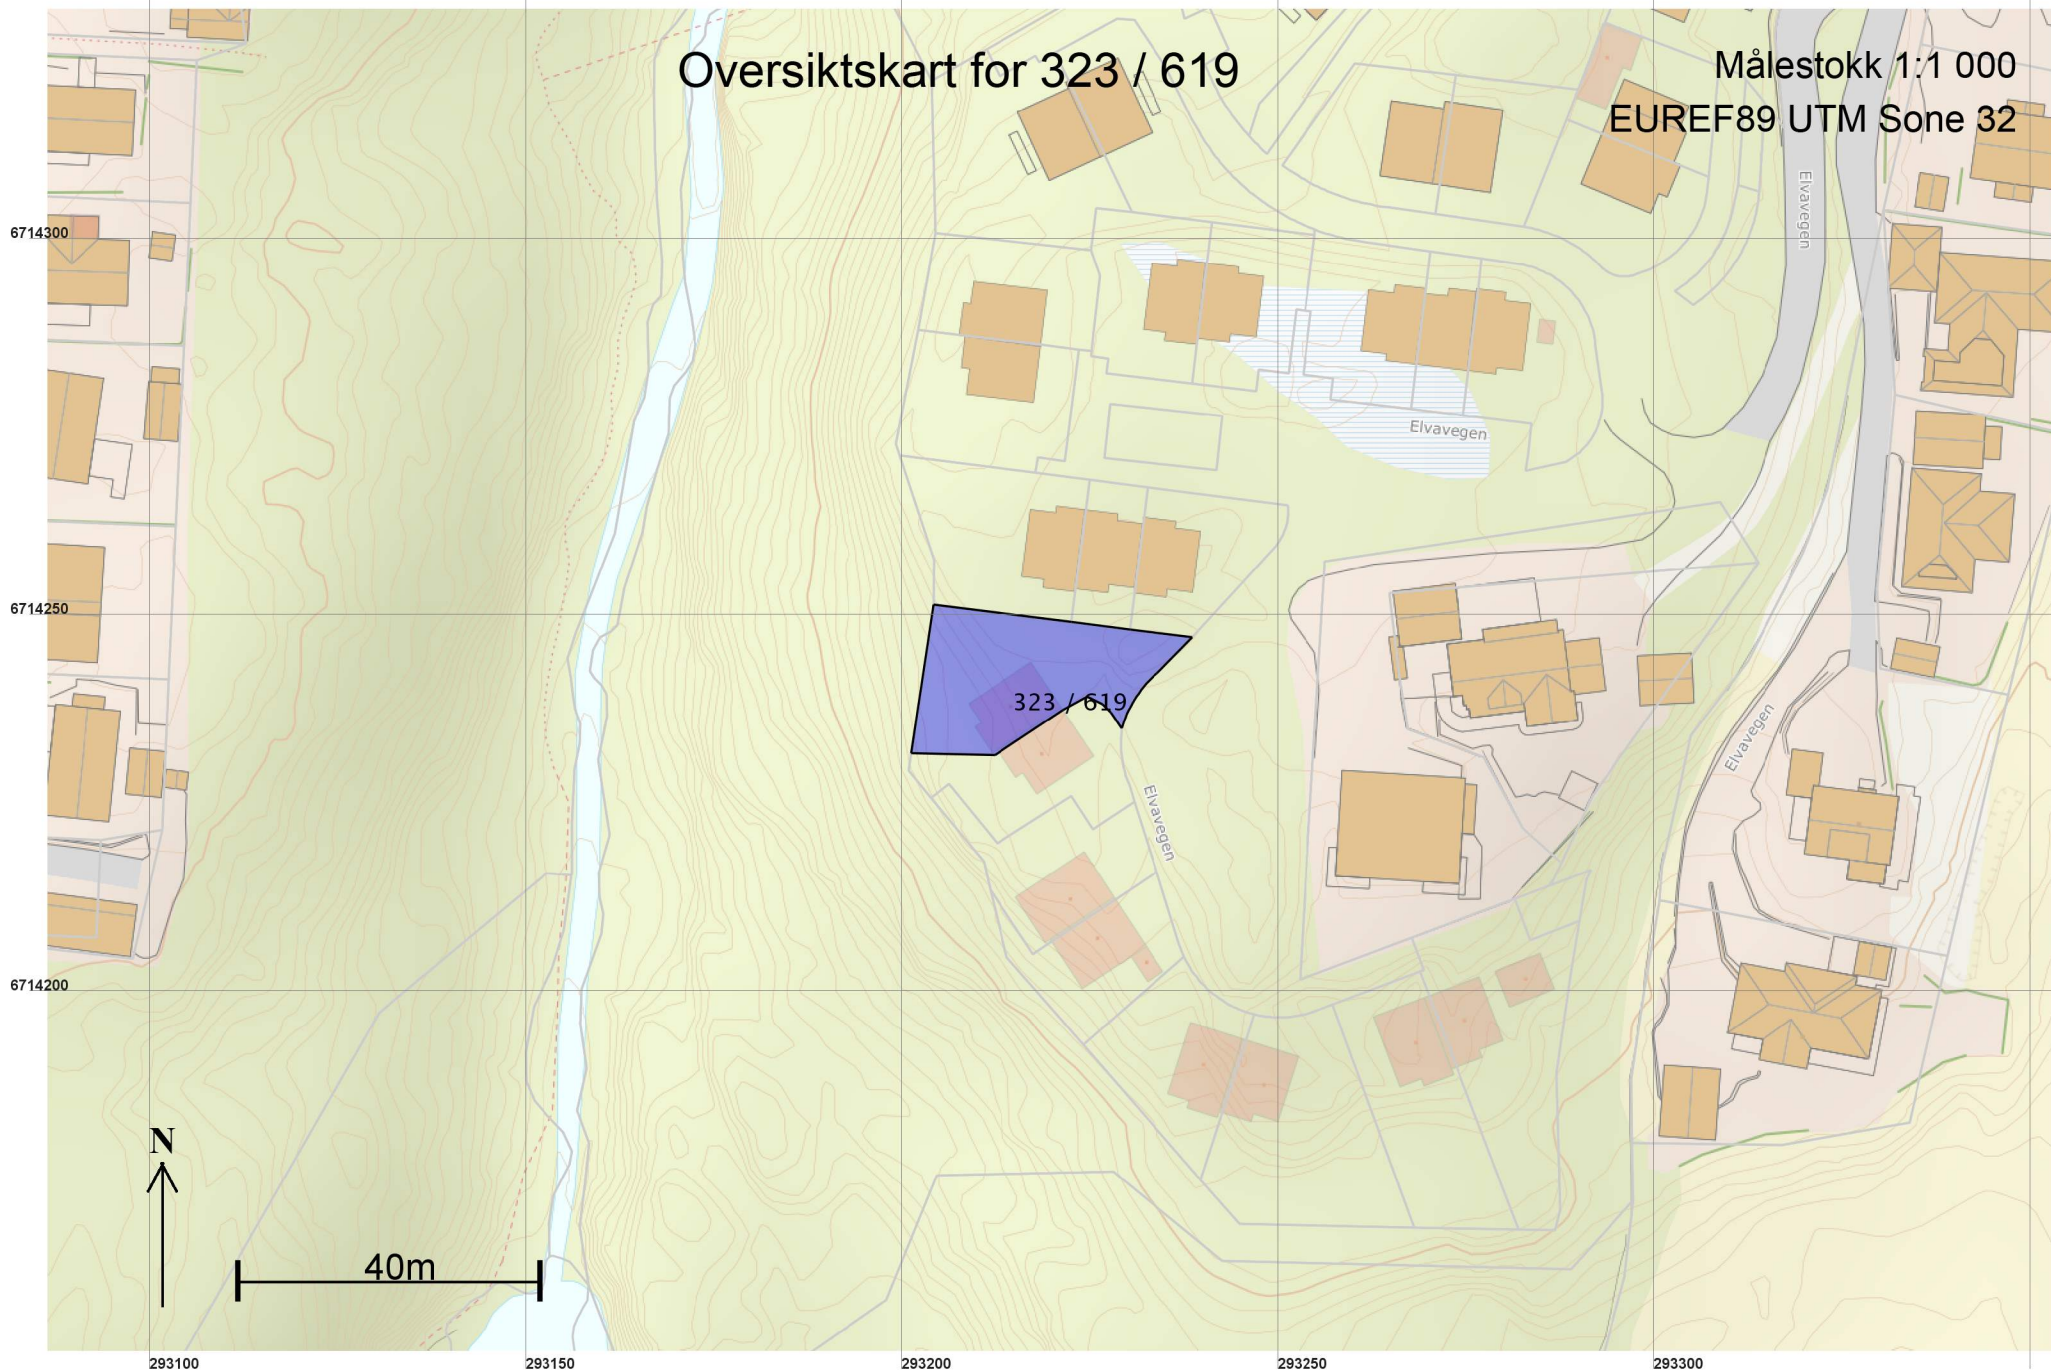 Oversiktskart for 323 / 619
Målestokk 1:1 000
EUREF89 UTM Sone 32
Elvavegen
6714300
Elvavegen
6714250
323 / 619
Elvavegen
Elvavegen
6714200
N
40m
293100
293150
293200
293250
293300